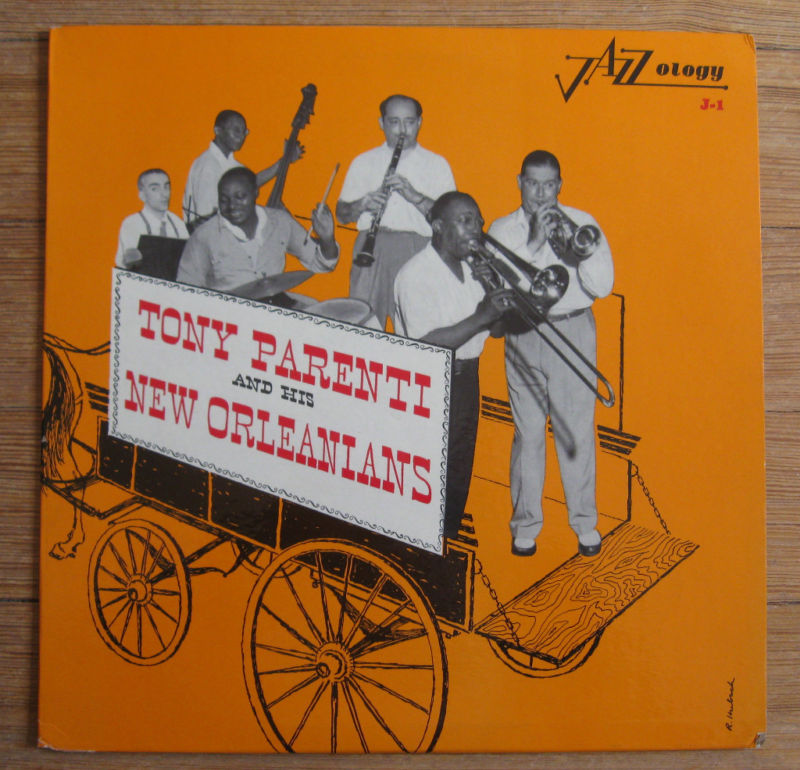 JAZZology
J-1
TONY PARENTI
AND HIS
NEW ORLEANIANS